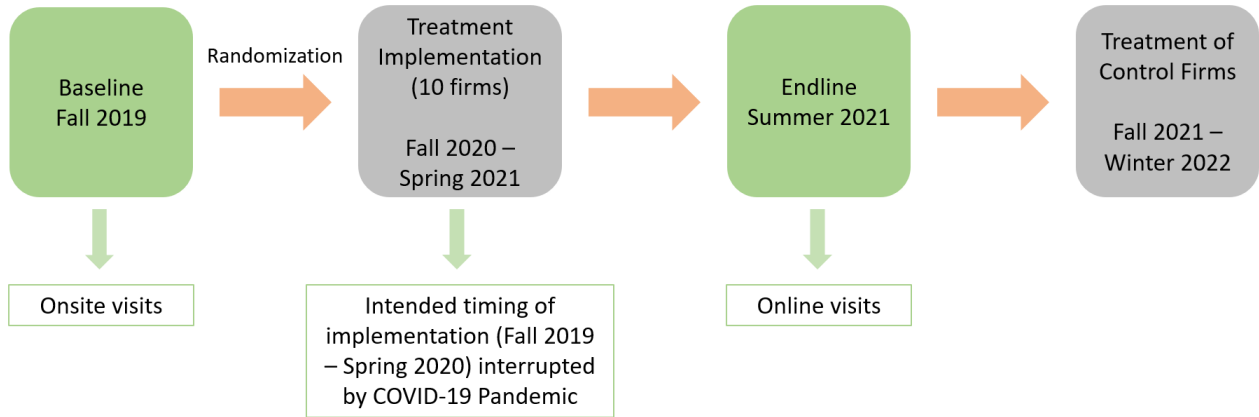 Baseline
Fall 2019
Randomization
Treatment
Implementation
(10 firms)
Fall 2020 –
Spring 2021
Endline
Summer 2021
Treatment of
Control Firms
Fall 2021 –
Winter 2022
Onsite visits
Intended timing of
implementation (Fall 2019
– Spring 2020) interrupted
by COVID-19 Pandemic
Online visits